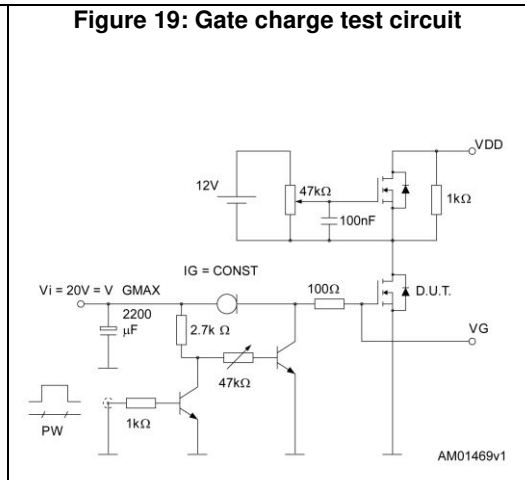 Figure 19: Gate charge test circuit
VDD
12V
47kΩ
1kΩ
100nF
IG = CONST
Vi = 20V = V GMAX
100Ω
D.U.T.
2200
μF
2.7k Ω
VG
47kΩ
1kΩ
PW
AM01469v1